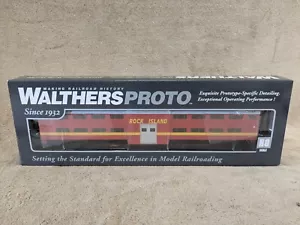 MAKING RAILROAD HISTORY
WALTHERSPROTO
Exquisite Prototype-Specific Detailing.
Exceptional Operating Performance!
Since 1932
ROCK ISLAND
Setting the Standard for Excellence in Model Railroading